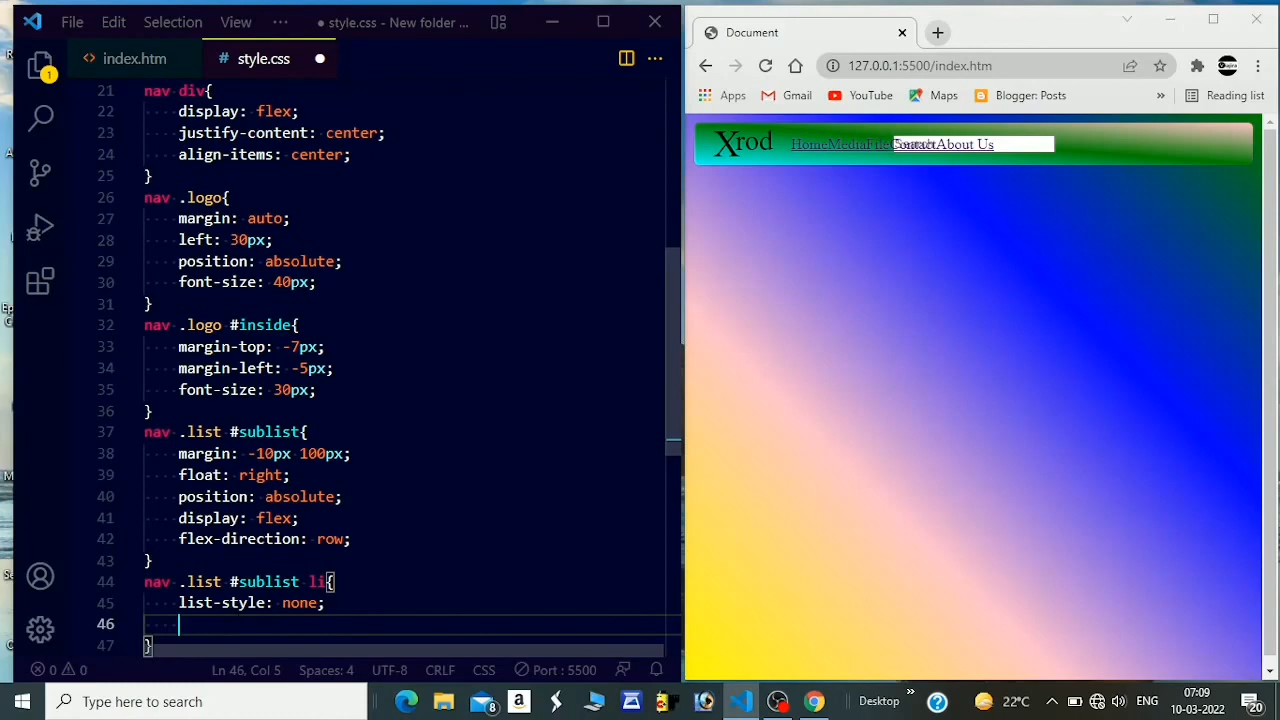 File Edit Selection View ··· ● style.css - New folder ...
<> index.htm # style.css ●
21 nav div{
22 display: flex;
23 justify-content: center;
24 align-items: center;
25 }
26 nav .logo{
27 margin: auto;
28 left: 30px;
29 position: absolute;
30 font-size: 40px;
31 }
32 nav .logo #inside{
33 margin-top: -7px;
34 margin-left: -5px;
35 font-size: 30px;
36 }
37 nav .list #sublist{
38 margin: -10px 100px;
39 float: right;
40 position: absolute;
41 display: flex;
42 flex-direction: row;
43 }
44 nav .list #sublist li{
45 list-style: none;
46
47 }
1
0 0 Ln 46, Col 5 Spaces: 4 UTF-8 CRLF CSS Port : 5500
Document
127.0.0.1:5500/index.htm
Apps Gmail YouTube Maps Blogger: Posts » Reading list
Xrod HomeMediaFileContactAbout Us
Type here to search 8 a Desktop » 22°C ENG 07:09
10-03-2022 20